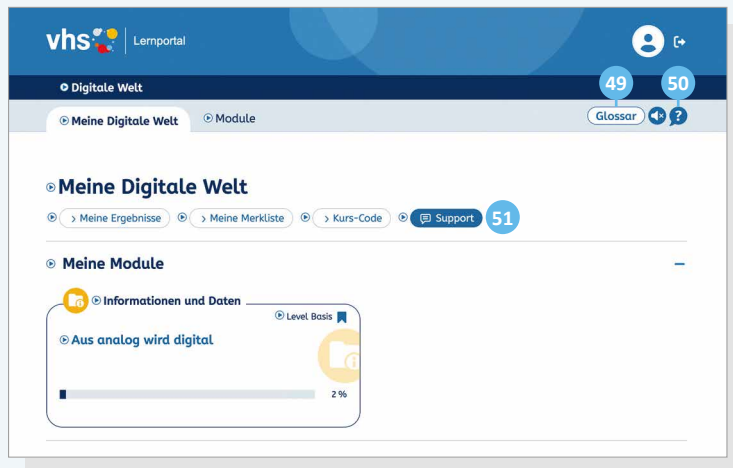 vhs Lernportal
Digitale Welt
49 50
Meine Digitale Welt Module Glossar ?
Meine Digitale Welt
> Meine Ergebnisse > Meine Merkliste > Kurs-Code Support 51
Meine Module
Informationen und Daten
Level Basis
Aus analog wird digital
2 %